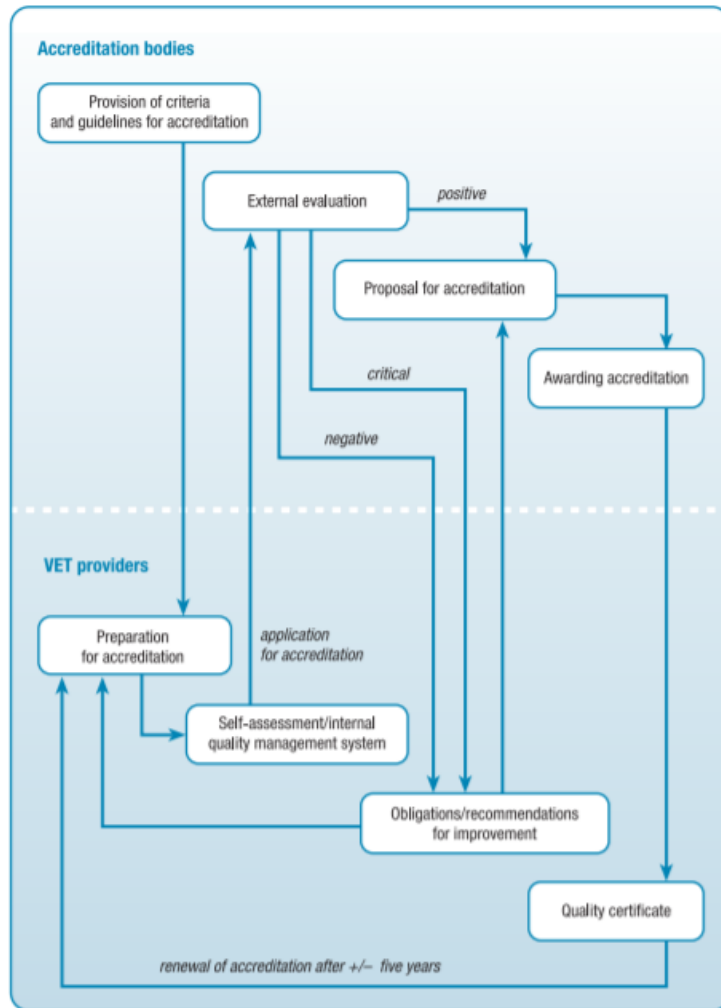 Accreditation bodies
Provision of criteria
and guidelines for accreditation
External evaluation
positive
Proposal for accreditation
critical
Awarding accreditation
negative
VET providers
Preparation
for accreditation
application
for accreditation
Self-assessment/internal
quality management system
Obligations/recommendations
for improvement
Quality certificate
renewal of accreditation after +/– five years